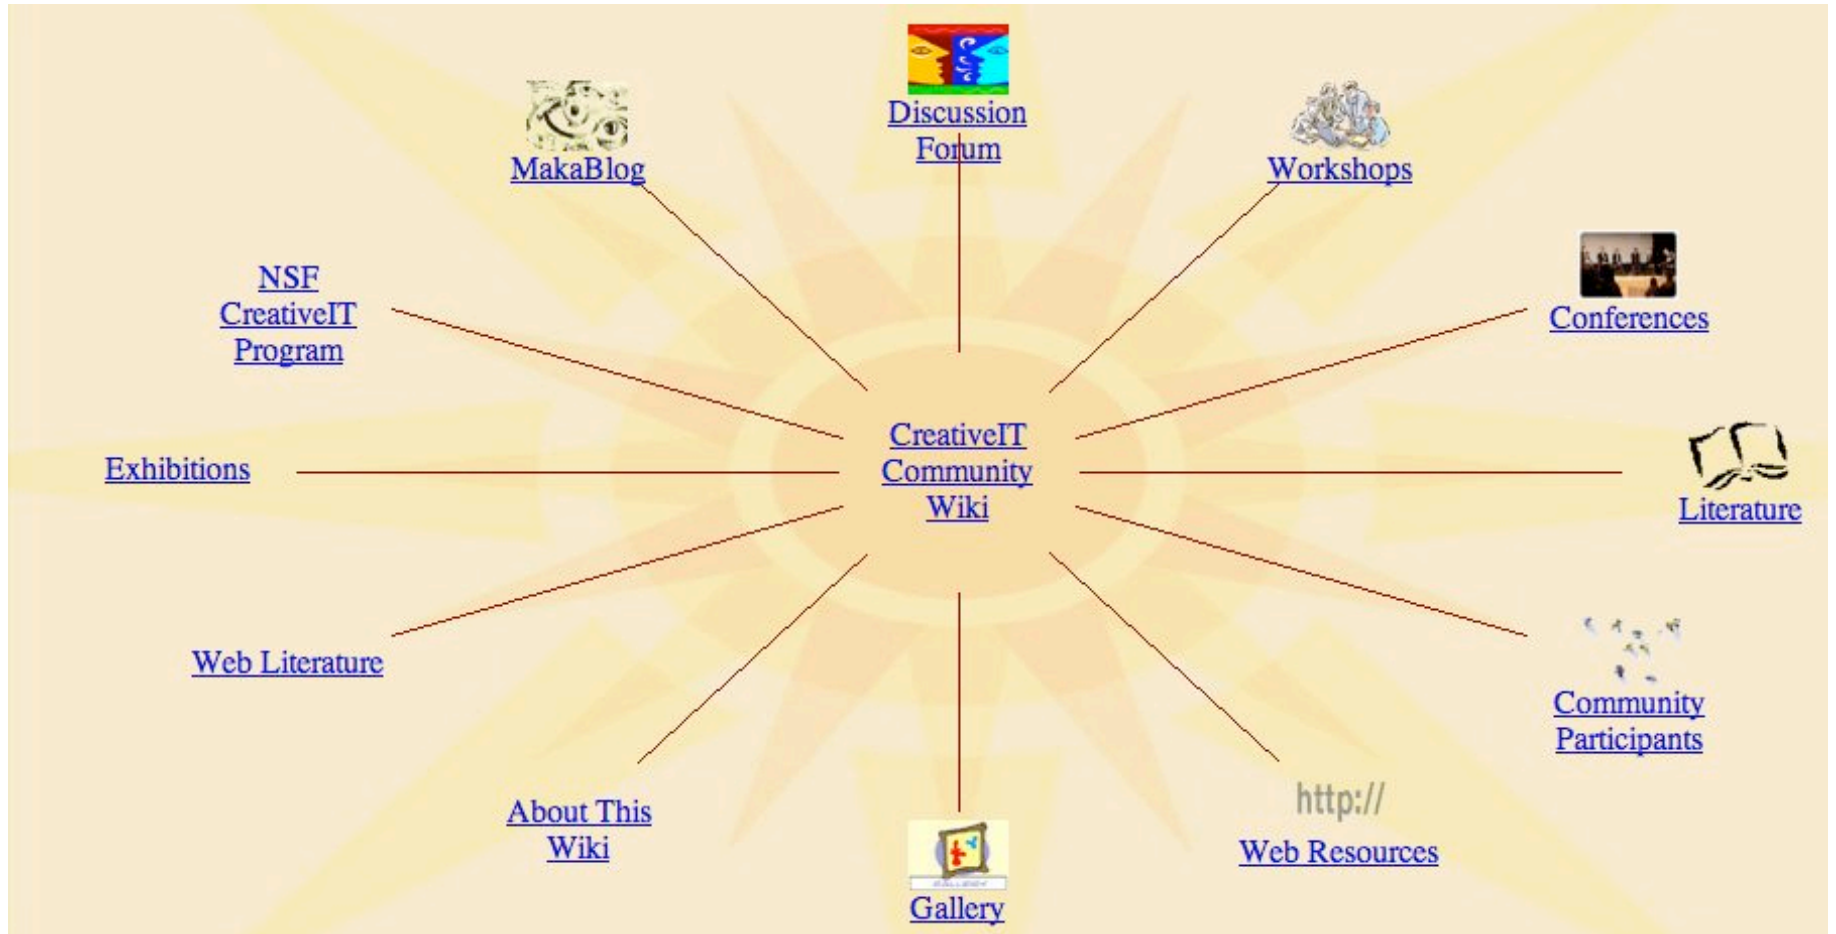 Discussion
Forum
MakaBlog
Workshops
NSF
CreativeIT
Program
Conferences
CreativeIT
Community
Wiki
Exhibitions
Literature
Web Literature
Community
Participants
About This
Wiki
http://
Web Resources
GALLERY
Gallery